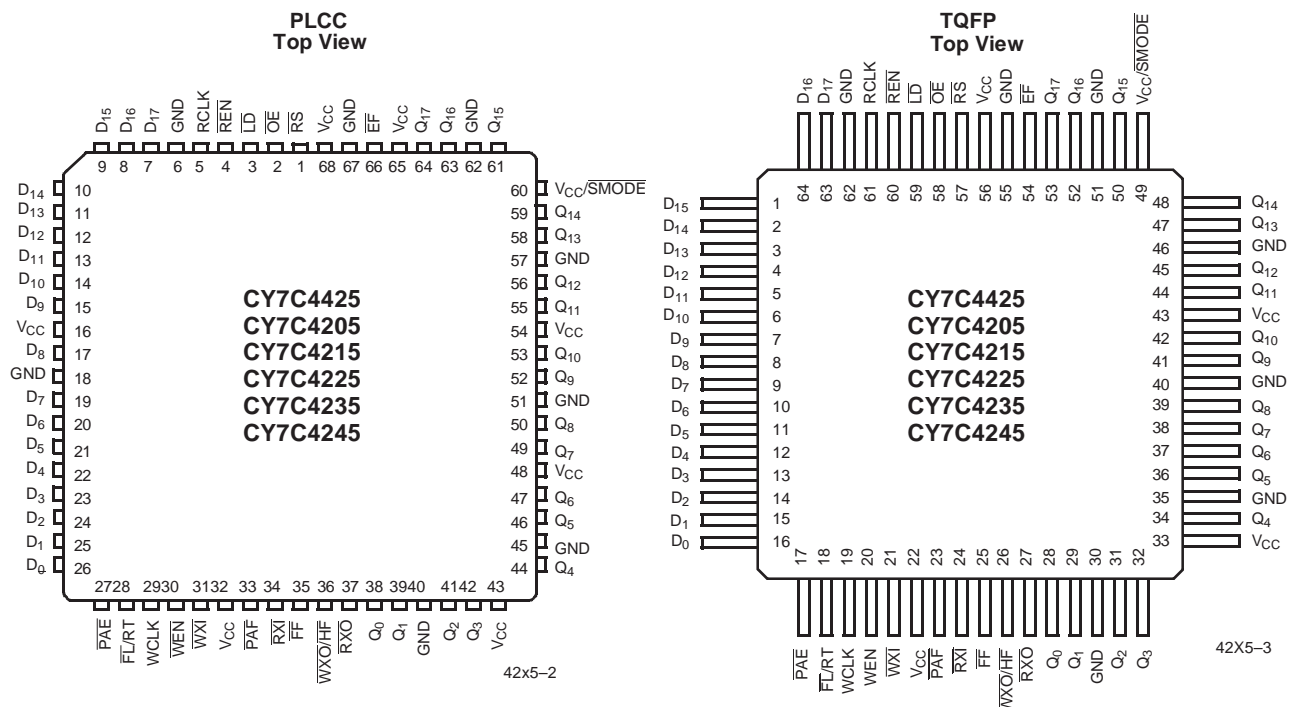 PLCC
Top View
D15 D16 D17 GND RCLK REN LD OE RS VCC GND EF VCC Q17 Q16 GND Q15
9 8 7 6 5 4 3 2 1 68 67 66 65 64 63 62 61
D14 10
D13 11
D12 12
D11 13
D10 14
D9 15
VCC 16
D8 17
GND 18
D7 19
D6 20
D5 21
D4 22
D3 23
D2 24
D1 25
D0 26
CY7C4425
CY7C4205
CY7C4215
CY7C4225
CY7C4235
CY7C4245
60 VCC/SMODE
59 Q14
58 Q13
57 GND
56 Q12
55 Q11
54 VCC
53 Q10
52 Q9
51 GND
50 Q8
49 Q7
48 VCC
47 Q6
46 Q5
45 GND
44 Q4
27 28 29 30 31 32 33 34 35 36 37 38 39 40 41 42 43
PAE FL/RT WCLK WEN WXI VCC PAF RXI FF WXO/HF RXO Q0 Q1 GND Q2 Q3 VCC
42x5–2
TQFP
Top View
D16 D17 GND RCLK REN LD OE RS VCC GND EF Q17 Q16 GND Q15 VCC/SMODE
64 63 62 61 60 59 58 57 56 55 54 53 52 51 50 49
D15 1
D14 2
D13 3
D12 4
D11 5
D10 6
D9 7
D8 8
D7 9
D6 10
D5 11
D4 12
D3 13
D2 14
D1 15
D0 16
CY7C4425
CY7C4205
CY7C4215
CY7C4225
CY7C4235
CY7C4245
48 Q14
47 Q13
46 GND
45 Q12
44 Q11
43 VCC
42 Q10
41 Q9
40 GND
39 Q8
38 Q7
37 Q6
36 Q5
35 GND
34 Q4
33 VCC
17 18 19 20 21 22 23 24 25 26 27 28 29 30 31 32
PAE FL/RT WCLK WEN WXI VCC PAF RXI FF WXO/HF RXO Q0 Q1 GND Q2 Q3
42X5–3